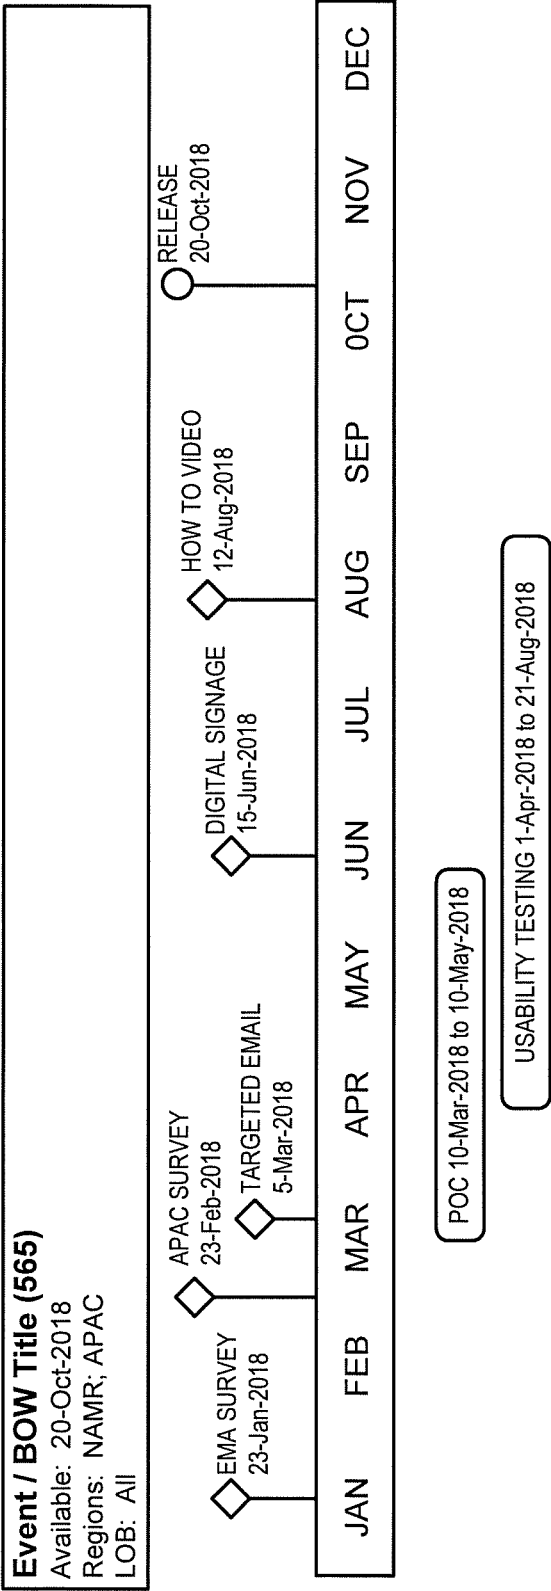 Event / BOW Title (565)
Available: 20-Oct-2018
Regions: NAMR; APAC
LOB: All
EMA SURVEY
23-Jan-2018
APAC SURVEY
23-Feb-2018
TARGETED EMAIL
5-Mar-2018
DIGITAL SIGNAGE
15-Jun-2018
HOW TO VIDEO
12-Aug-2018
RELEASE
20-Oct-2018
JAN FEB MAR APR MAY JUN JUL AUG SEP 0CT NOV DEC
POC 10-Mar-2018 to 10-May-2018
USABILITY TESTING 1-Apr-2018 to 21-Aug-2018